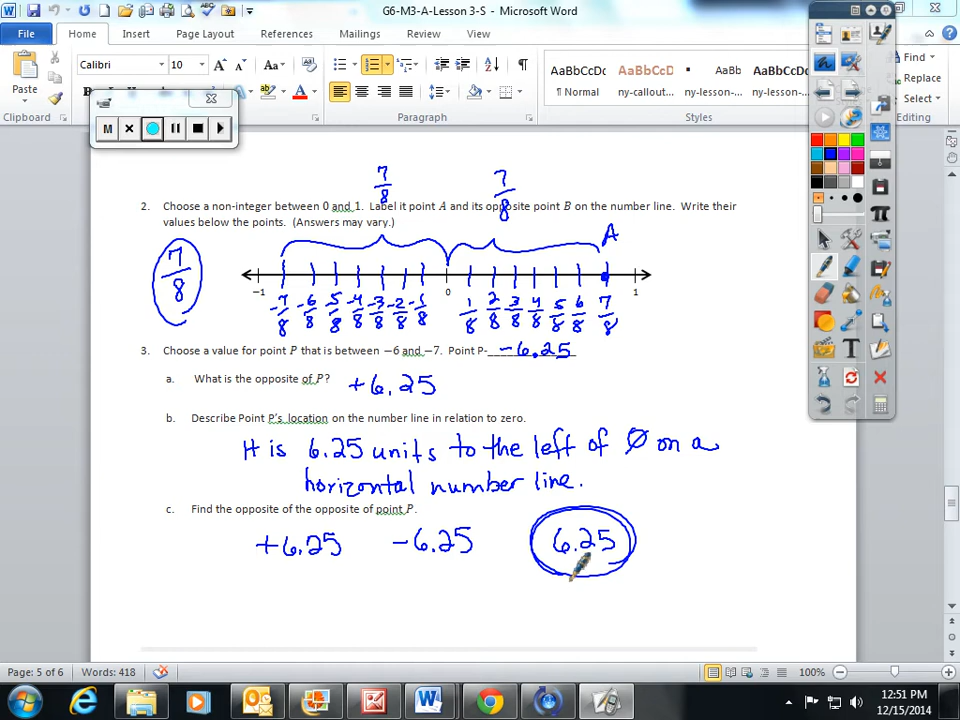 G6-M3-A-Lesson 3-S - Microsoft Word
File Home Insert Page Layout References Mailings Review View
Calibri 10
Paste
Clipboard Font Paragraph Styles
AaBbCcDc AaBbCcDc AaBb AaBbCcDc
¶ Normal ny-callout... ny-lesson-... ny-lesson-...
Find
Replace
Select
M
7/8 7/8
2. Choose a non-integer between 0 and 1. Label it point A and its opposite point B on the number line. Write their
values below the points. (Answers may vary.)
A
7/8
−1 0 1
-7/8 -6/8 -5/8 -4/8 -3/8 -2/8 -1/8 1/8 2/8 3/8 4/8 5/8 6/8 7/8
3. Choose a value for point P that is between −6 and −7. Point P- -6.25
a. What is the opposite of P? +6.25
b. Describe Point P's location on the number line in relation to zero.
It is 6.25 units to the left of 0 on a
horizontal number line.
c. Find the opposite of the opposite of point P.
+6.25 -6.25 6.25
Page: 5 of 6 Words: 418 100%
12:51 PM
12/15/2014